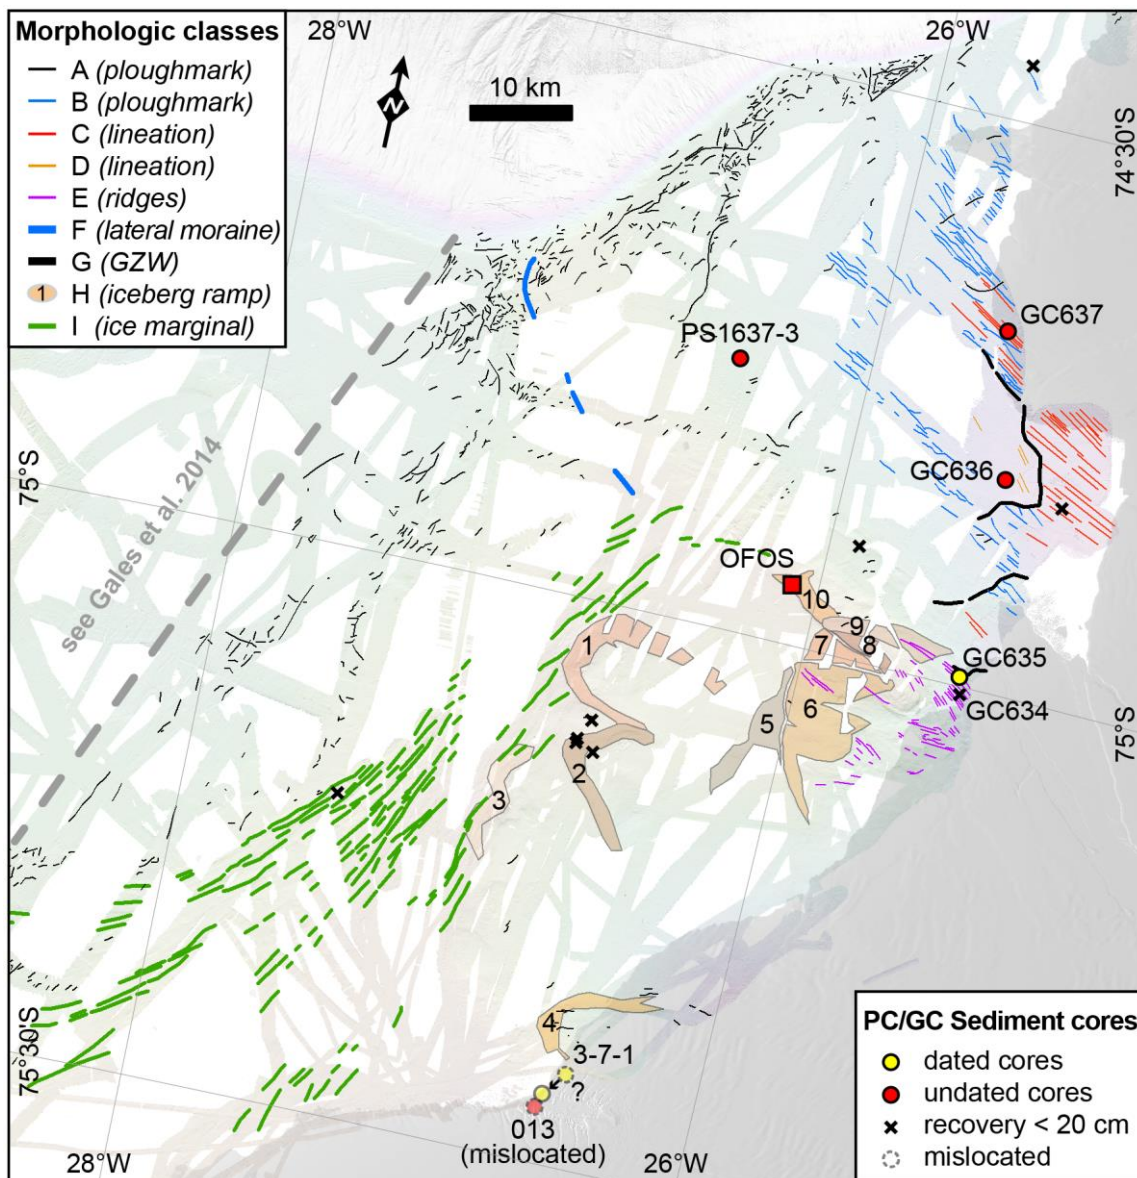 Morphologic classes
A (ploughmark)
B (ploughmark)
C (lineation)
D (lineation)
E (ridges)
F (lateral moraine)
G (GZW)
1 H (iceberg ramp)
I (ice marginal)
28°W
26°W
N
10 km
74°30'S
GC637
PS1637-3
75°S
GC636
see Gales et al. 2014
OFOS
10
9
1
7
8
GC635
GC634
6
5
75°S
2
3
4
3-7-1
?
013
(mislocated)
75°30'S
28°W
26°W
PC/GC Sediment cores
dated cores
undated cores
recovery < 20 cm
mislocated